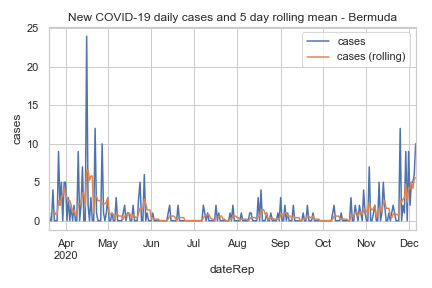 New COVID-19 daily cases and 5 day rolling mean - Bermuda
cases
cases (rolling)
25
20
15
10
5
0
cases
Apr May Jun Jul Aug Sep Oct Nov Dec
2020
dateRep